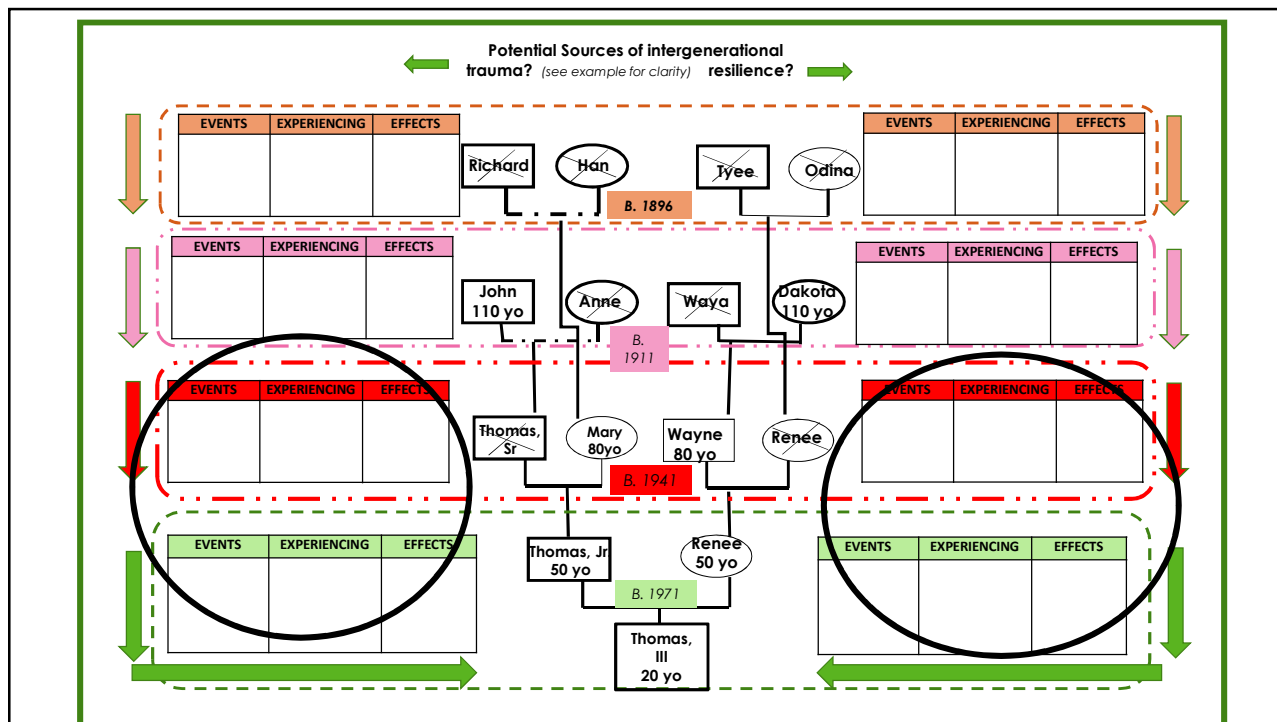 Potential Sources of intergenerational
trauma? (see example for clarity) resilience?
EVENTS EXPERIENCING EFFECTS
EVENTS EXPERIENCING EFFECTS
Richard
Han
Tyee
Odina
B. 1896
EVENTS EXPERIENCING EFFECTS
EVENTS EXPERIENCING EFFECTS
John
110 yo
Anne
Waya
Dakota
110 yo
B.
1911
EVENTS EXPERIENCING EFFECTS
EVENTS EXPERIENCING EFFECTS
Thomas,
Sr
Mary
80yo
Wayne
80 yo
Renee
B. 1941
EVENTS EXPERIENCING EFFECTS
EVENTS EXPERIENCING EFFECTS
Thomas, Jr
50 yo
Renee
50 yo
B. 1971
Thomas,
III
20 yo